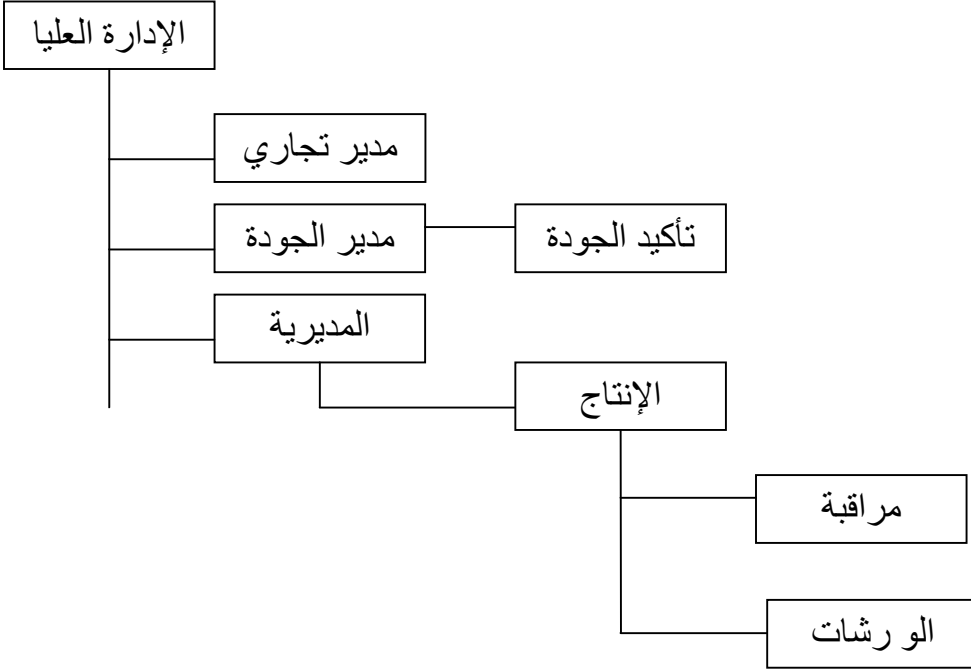 الإدارة العليا
مدير تجاري
مدير الجودة
تأكيد الجودة
المديرية
الإنتاج
مراقبة
الو رشات